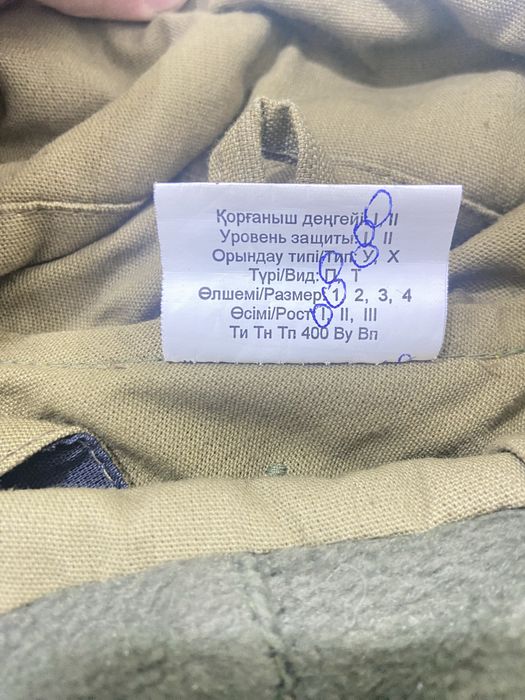 Қорғаныш деңгейі: I II
Уровень защиты: I II
Орындау типі/Тип: У Х
Түрі/Вид: П Т
Өлшемі/Размер: 1 2, 3, 4
Өсімі/Рост: I, II, III
Ти Тн Тп 400 Ву Вп